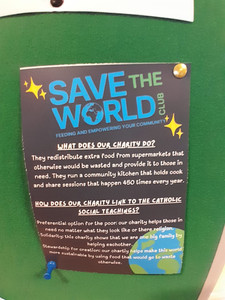 SAVE THE
WORLD
CLUB
FEEDING AND EMPOWERING YOUR COMMUNITY
WHAT DOES OUR CHARITY DO?
They redistribute extra food from supermarkets that
otherwise would be wasted and provide it to those in
need. They run a community kitchen that holds cook
and share sessions that happen 450 times every year.
HOW DOES OUR CHARITY LINK TO THE CATHOLIC
SOCIAL TEACHINGS?
Preferential option for the poor: our charity helps those in
need no matter what they look like or there religion
Solidarity: this charity shows that we are one big family by
helping eachother
Stewardship for creation: our charity helps make this world
more sustainable by using food that would go to waste
otherwise.